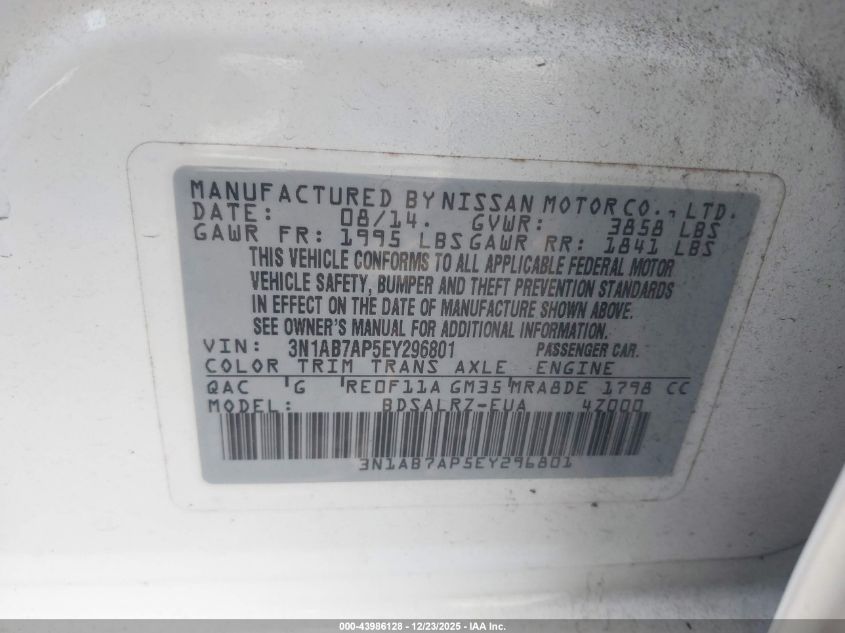 MANUFACTURED BY NISSAN MOTOR CO., LTD.
DATE: 08/14. GVWR: 3858 LBS
GAWR FR: 1995 LBS GAWR RR: 1841 LBS
THIS VEHICLE CONFORMS TO ALL APPLICABLE FEDERAL MOTOR
VEHICLE SAFETY, BUMPER AND THEFT PREVENTION STANDARDS
IN EFFECT ON THE DATE OF MANUFACTURE SHOWN ABOVE.
SEE OWNER'S MANUAL FOR ADDITIONAL INFORMATION.
VIN: 3N1AB7AP5EY296801 PASSENGER CAR.
COLOR TRIM TRANS AXLE ENGINE
QAC G RE0F11A GM35 MRA8DE 1798 CC
MODEL: BDSALRZ-EUA 4Z000
3N1AB7AP5EY296801
000-43986128 - 12/23/2025 - IAA Inc.